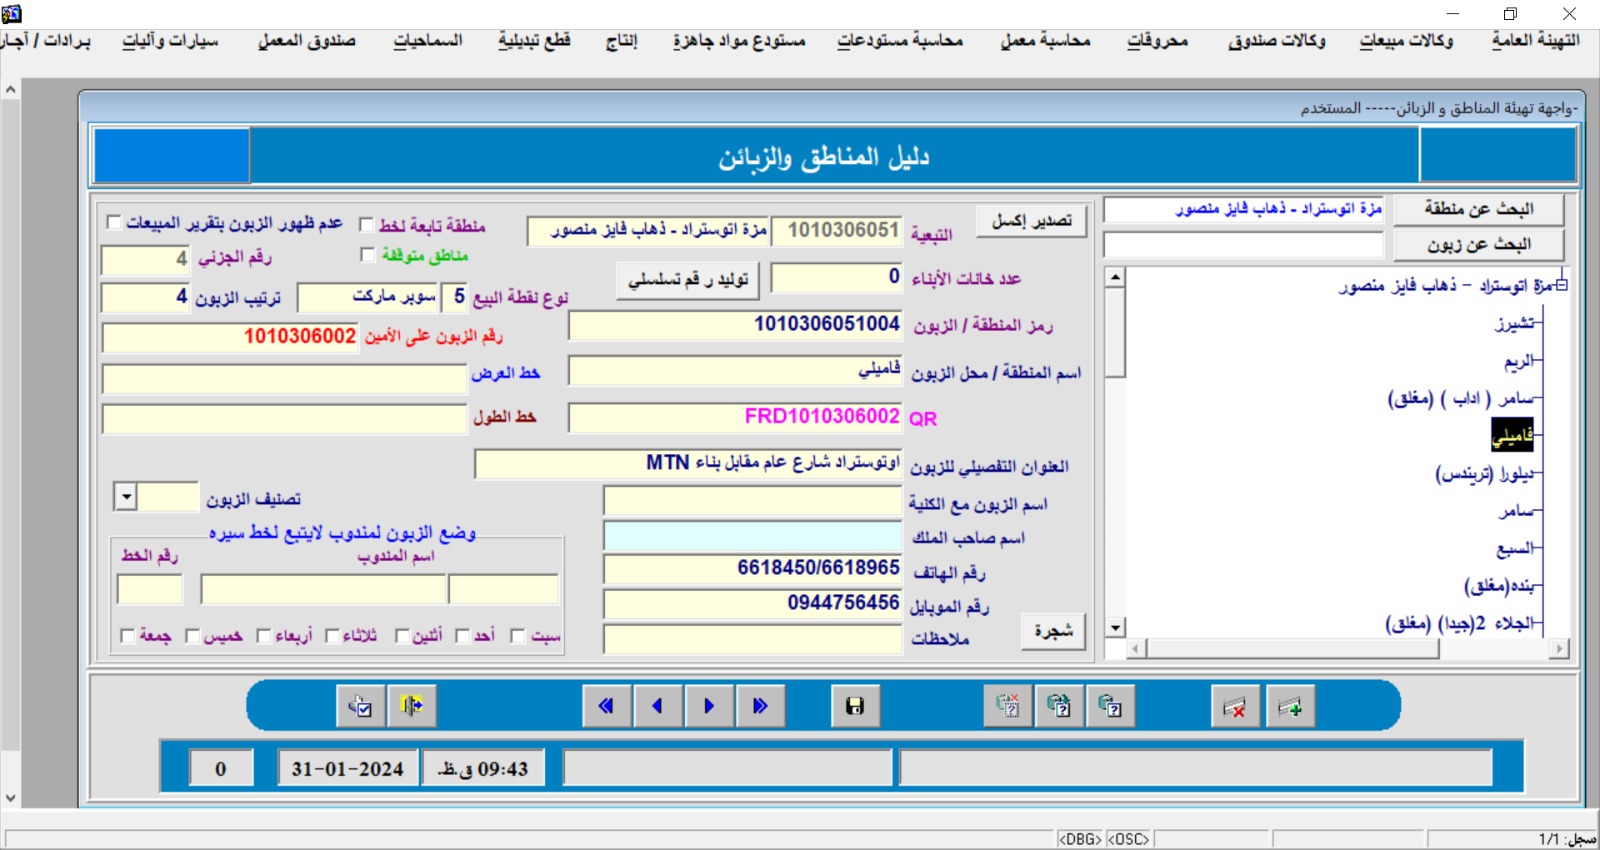 التهيئة العامة وكالات مبيعات وكالات صندوق محروقات محاسبة معمل محاسبة مستودعات مستودع مواد جاهزة إنتاج قطع تبديلية السماحيات صندوق المعمل سيارات وآليات برادات / آجار
-واجهة تهيئة المناطق و الزبائن----- المستخدم
دليل المناطق والزبائن
البحث عن منطقة مزة اتوستراد - ذهاب فايز منصور
البحث عن زبون
مزة اتوستراد - ذهاب فايز منصور
تشيرز
الريم
سامر ( اداب ) (مغلق)
فاميلي
ديلورا (تريندس)
سامر
السبع
بنده(مغلق)
الجلاء 2(جيدا) (مغلق)
تصدير إكسل
التبعية 1010306051 مزة اتوستراد - ذهاب فايز منصور
منطقة تابعة لخط
عدم ظهور الزبون بتقرير المبيعات
مناطق متوقفة
رقم الجزئي 4
عدد خانات الأبناء 0
توليد ر قم تسلسلي
نوع نقطة البيع 5 سوبر ماركت
ترتيب الزبون 4
رمز المنطقة / الزبون 1010306051004
رقم الزبون على الأمين 1010306002
اسم المنطقة / محل الزبون فاميلي
خط العرض
QR FRD1010306002
خط الطول
العنوان التفصيلي للزبون اوتوستراد شارع عام مقابل بناء MTN
اسم الزبون مع الكنية
تصنيف الزبون
اسم صاحب الملك
وضع الزبون لمندوب لايتبع لخط سيره
اسم المندوب رقم الخط
رقم الهاتف 6618450/6618965
رقم الموبايل 0944756456
ملاحظات
شجرة
سبت أحد أثنين ثلاثاء أربعاء خميس جمعة
09:43 ق.ظ. 31-01-2024 0
سجل: 1/1 <OSC> <DBG>